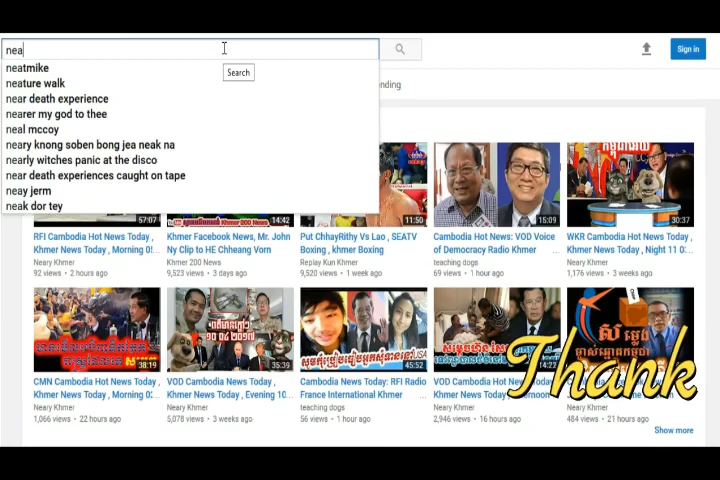 nea
Search
Sign in
neatmike
neature walk
near death experience
nearer my god to thee
neal mccoy
neary knong soben bong jea neak na
nearly witches panic at the disco
near death experiences caught on tape
neay jerm
neak dor tey
57:07
14:42
11:50
15:09
30:37
RFI Cambodia Hot News Today ,
Khmer News Today , Morning 0
92 views • 2 hours ago
Neary Khmer
Khmer Facebook News, Mr. John
Ny Clip to HE Chheang Vorn
Khmer 200 News
9,523 views • 3 days ago
Put ChhayRithy Vs Lao , SEATV
Boxing , khmer Boxing
Replay Kun Khmer
9,520 views • 1 week ago
Cambodia Hot News: VOD Voice
of Democracy Radio Khmer ...
teaching dogs
69 views • 1 hour ago
WKR Cambodia Hot News Today ,
Khmer News Today , Night 11 0...
Neary Khmer
1,176 views • 3 weeks ago
38:19
១០ ០៤ ២០១៧
35:39
USA
45:52
14:22
CMN Cambodia Hot News Today ,
Khmer News Today , Morning 0
Neary Khmer
1,066 views • 22 hours ago
VOD Cambodia News Today ,
Khmer News Today , Evening 10...
Neary Khmer
5,078 views • 3 weeks ago
Cambodia News Today: RFI Radio
France International Khmer
teaching dogs
56 views • 1 hour ago
VOD Cambodia Hot News Today ,
Neary Khmer
2,946 views • 16 hours ago
Neary Khmer
484 views • 21 hours ago
Thank
Show more